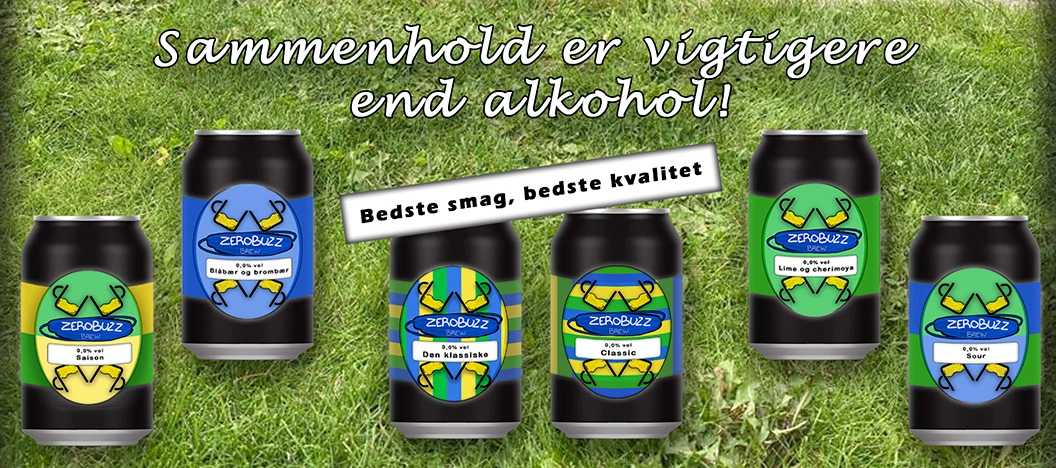 Sammenhold er vigtigere
end alkohol!
Bedste smag, bedste kvalitet
ZEROBUZZ
BREW
0,0% vol
Saison
ZEROBUZZ
BREW
0,0% vol
Blåbær og brombær
ZEROBUZZ
BREW
0,0% vol
Den klassiske
ZEROBUZZ
BREW
0,0% vol
Classic
ZEROBUZZ
BREW
0,0% vol
Lime og cherimoya
ZEROBUZZ
BREW
0,0% vol
Sour